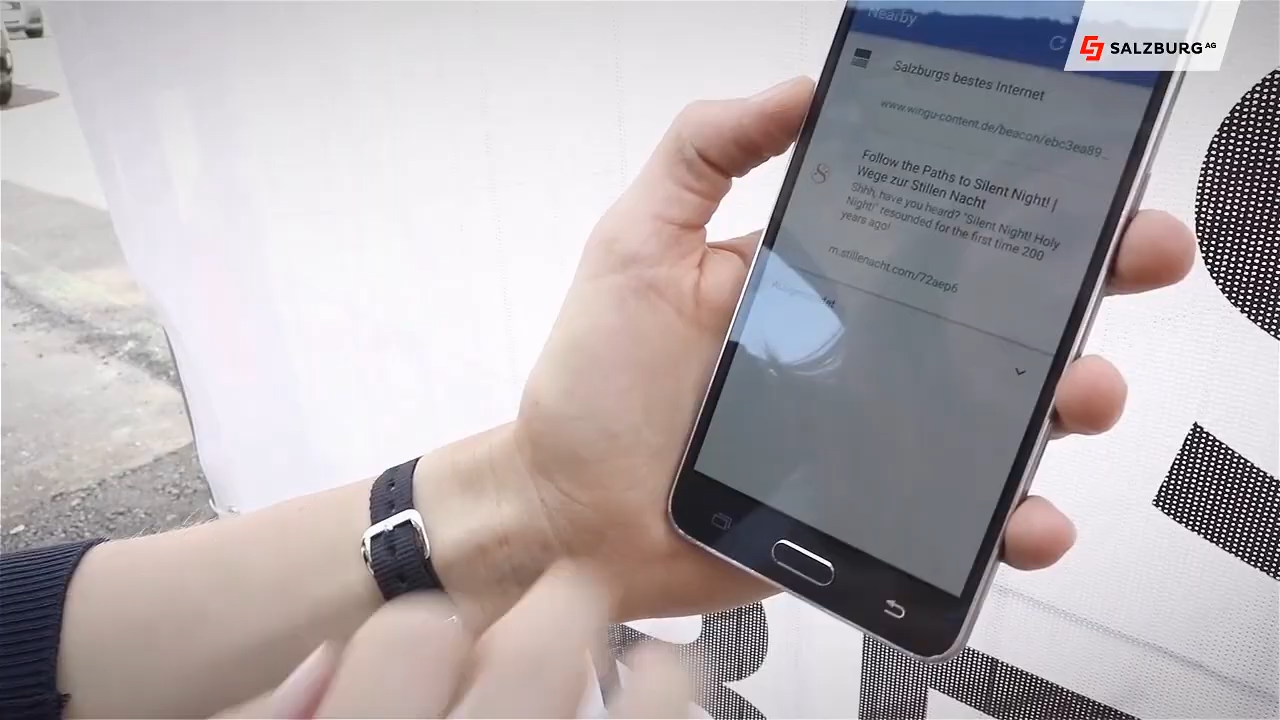 Nearby
SALZBURG AG
Salzburgs bestes Internet
www.wingu-content.de/beacon/ebc3ea89...
Follow the Paths to Silent Night! |
Wege zur Stillen Nacht
Shhh, have you heard? "Silent Night! Holy
Night!" resounded for the first time 200
years ago!
m.stillenacht.com/72aep6